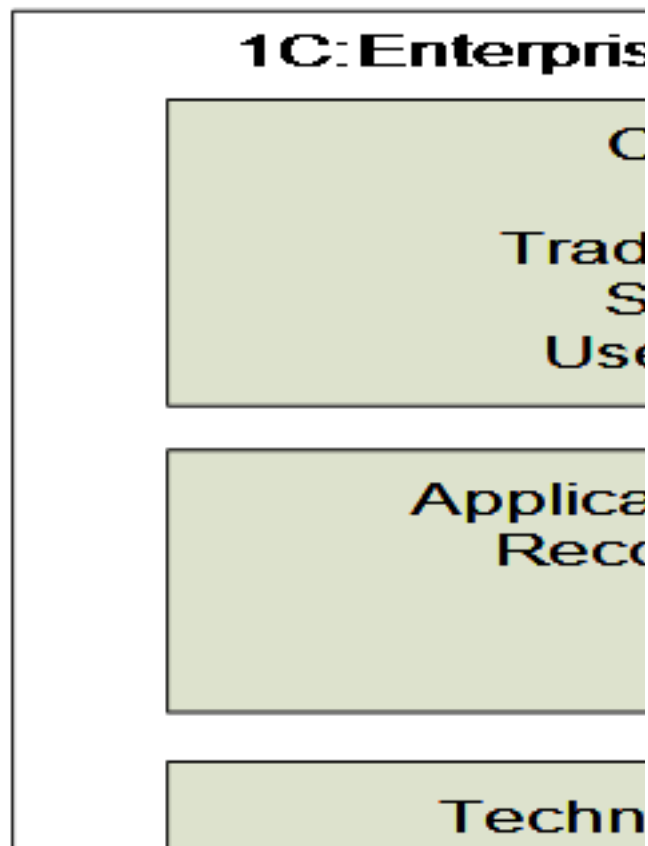 1C:Enterpris
C
Trad
S
Use
Applica
Reco
Techn